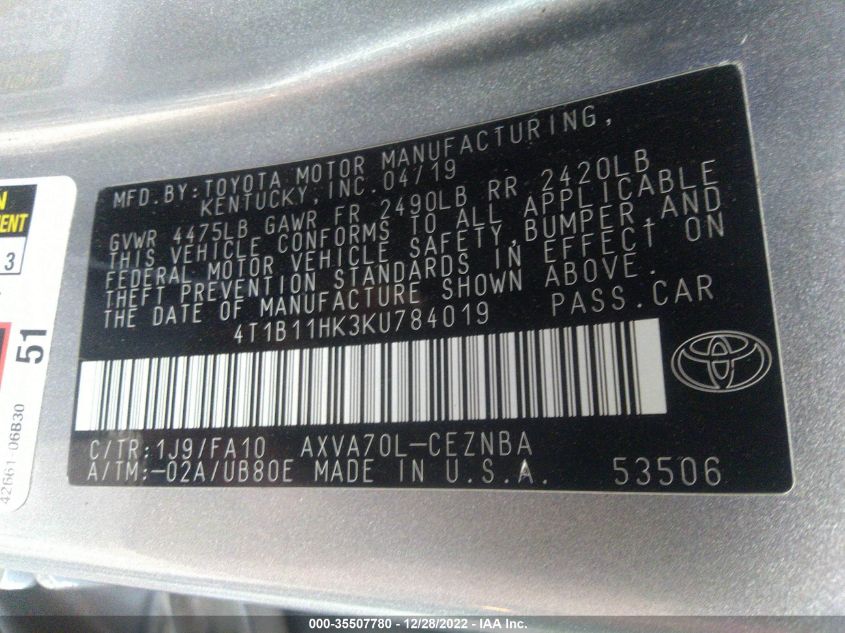 MFD.BY:TOYOTA MOTOR MANUFACTURING,
KENTUCKY,INC.04/19
GVWR 4475LB GAWR FR 2490LB RR 2420LB
THIS VEHICLE CONFORMS TO ALL APPLICABLE
FEDERAL MOTOR VEHICLE SAFETY,BUMPER,AND
THEFT PREVENTION STANDARDS IN EFFECT ON
THE DATE OF MANUFACTURE SHOWN ABOVE.
4T1B11HK3KU784019 PASS.CAR
C/TR:1J9/FA10 AXVA70L-CEZNBA
A/TM:-02A/UB80E MADE IN U.S.A. 53506
3
51
42661 06B30
000-35507780 - 12/28/2022 - IAA Inc.